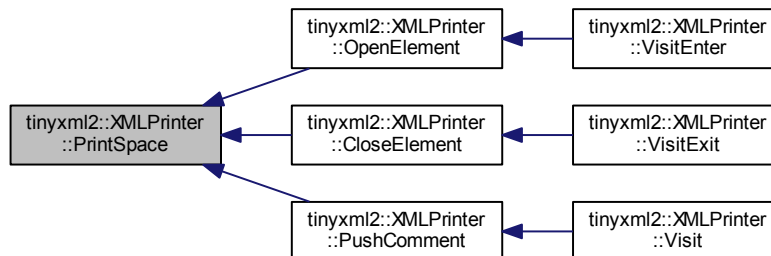 tinyxml2::XMLPrinter
::OpenElement
tinyxml2::XMLPrinter
::VisitEnter
tinyxml2::XMLPrinter
::PrintSpace
tinyxml2::XMLPrinter
::CloseElement
tinyxml2::XMLPrinter
::VisitExit
tinyxml2::XMLPrinter
::PushComment
tinyxml2::XMLPrinter
::Visit